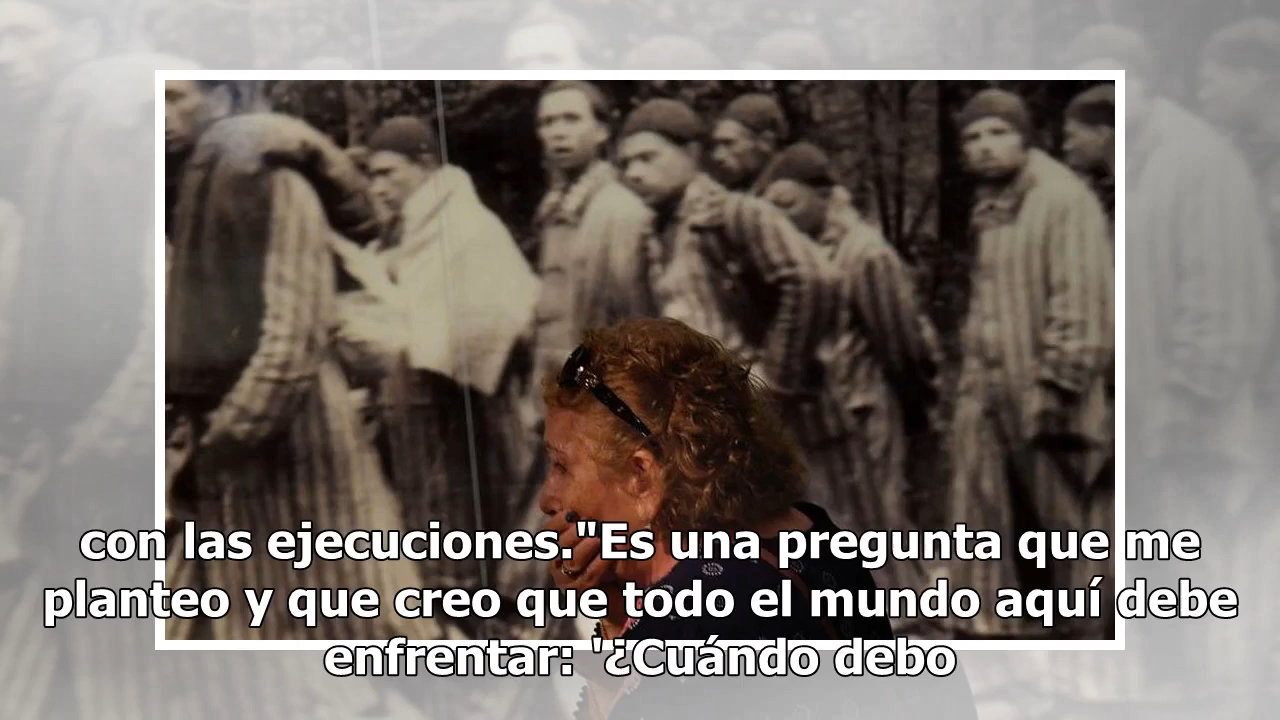 con las ejecuciones."Es una pregunta que me
planteo y que creo que todo el mundo aquí debe
enfrentar: '¿Cuándo debo